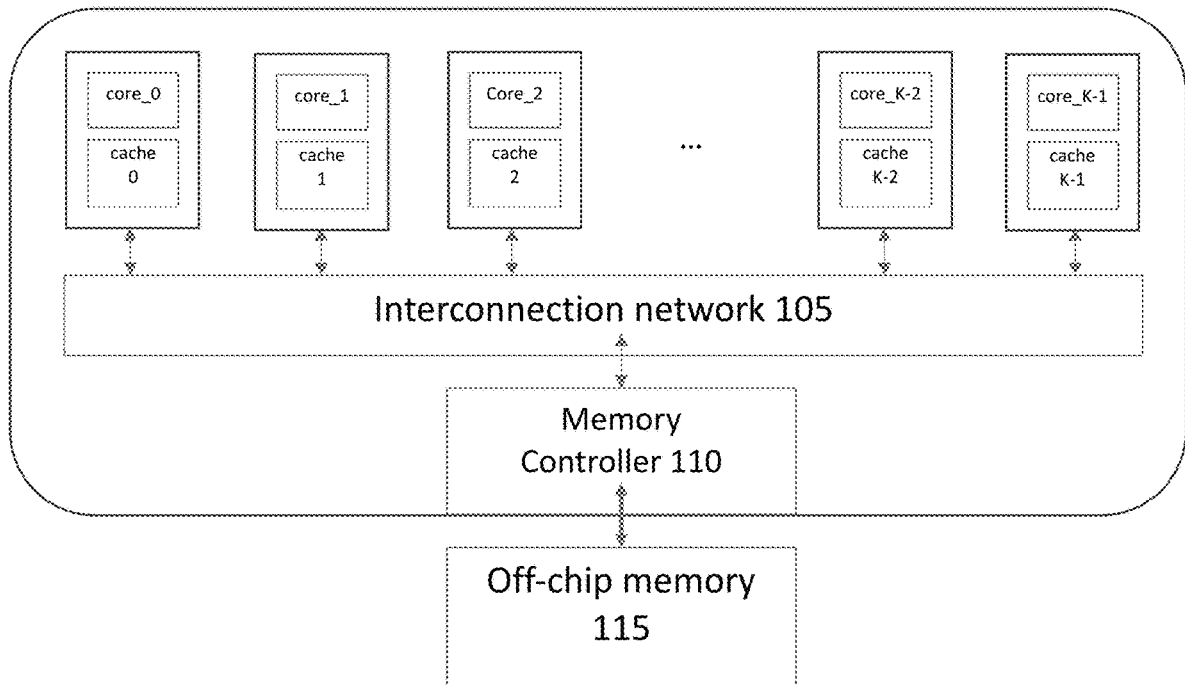 core_0
cache
0
core_1
cache
1
Core_2
cache
2
...
core_K-2
cache
K-2
core_K-1
cache
K-1
Interconnection network 105
Memory
Controller 110
Off-chip memory
115